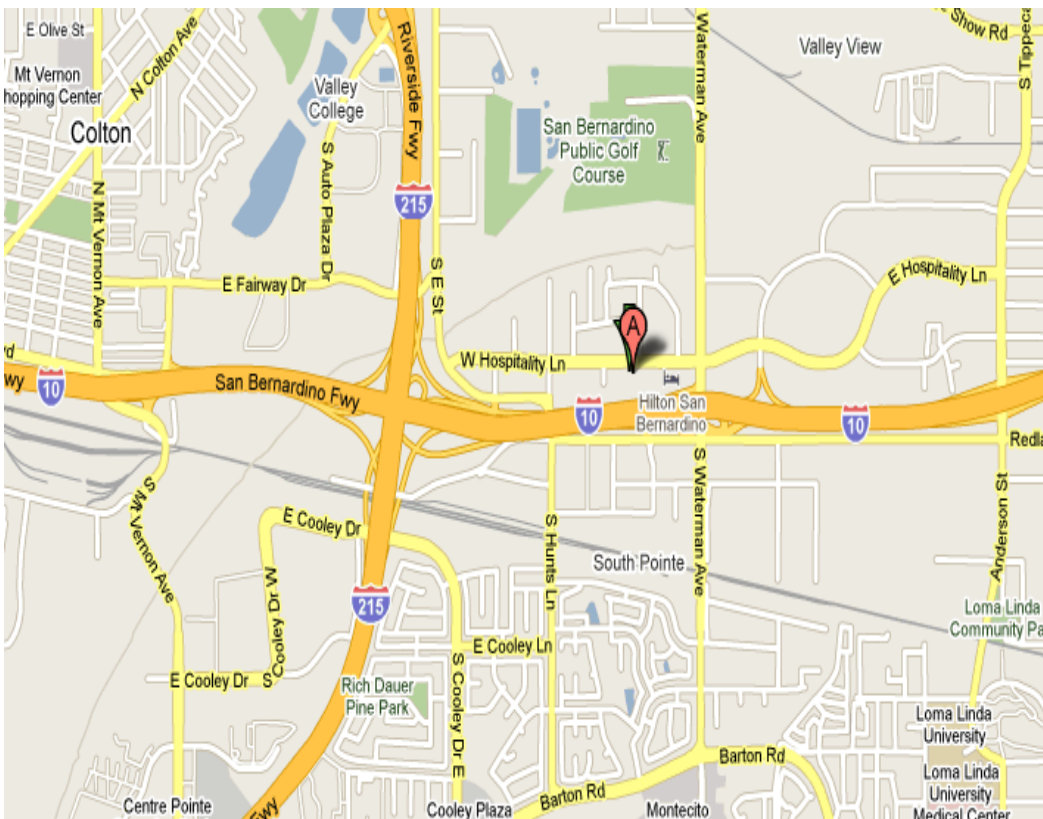 E Olive St
N Colton Ave
Mt Vernon
hopping Center
Colton
N Mt Vernon Ave
Valley
College
S Auto Plaza Dr
Riverside Fwy
215
E Fairway Dr
S E St
San Bernardino
Public Golf
Course
Waterman Ave
Valley View
Show Rd
S Tippeca
E Hospitality Ln
A
W Hospitality Ln
Hilton San
Bernardino
rd
wy
10
San Bernardino Fwy
10
10
Redla
S Mt Vernon Ave
E Cooley Dr
S Cooley Dr W
E Cooley Dr
215
S Hunts Ln
S Waterman Ave
South Pointe
Anderson St
Loma Linda
Community Pa
E Cooley Ln
S Cooley Dr E
Rich Dauer
Pine Park
Loma Linda
University
Loma Linda
University
Medical Center
Barton Rd
Barton Rd
Centre Pointe
Fwy
Cooley Plaza
Montecito